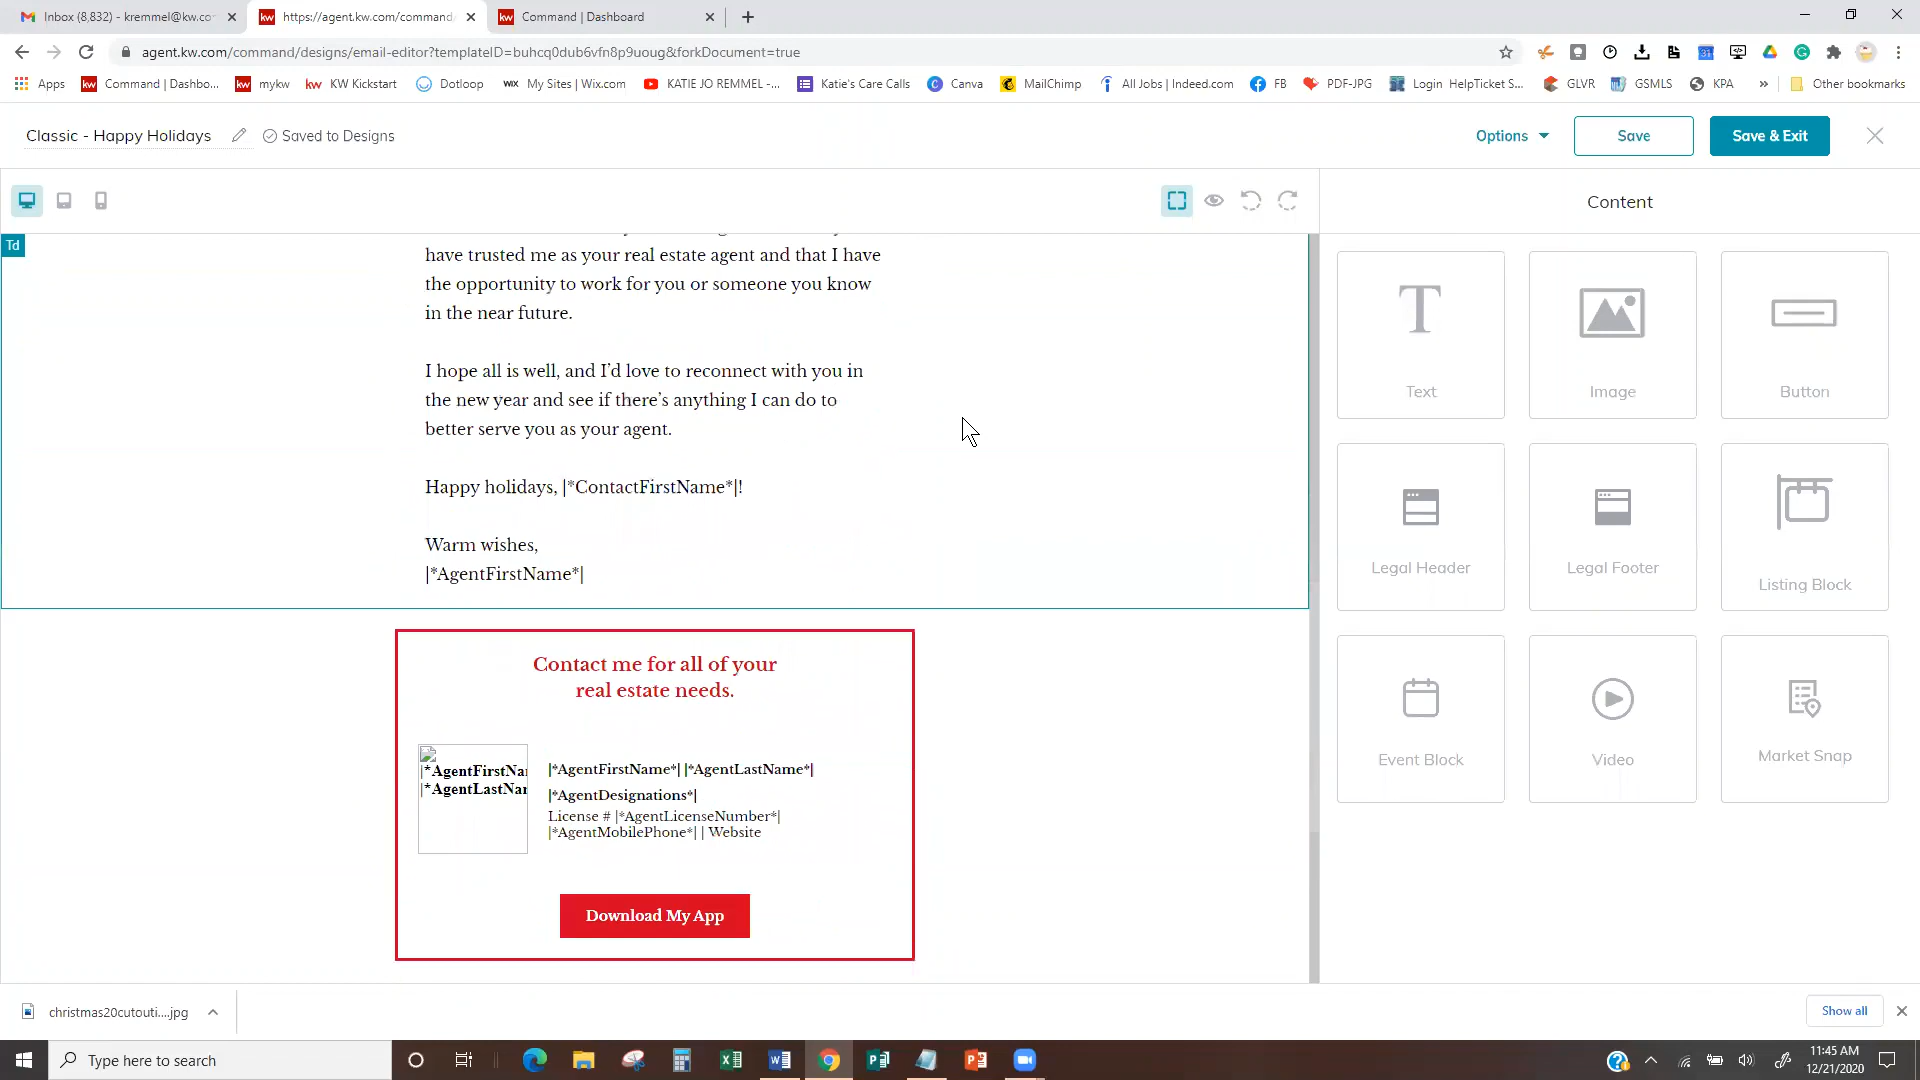 Inbox (8,832) - kremmel@kw.co
https://agent.kw.com/command
Command | Dashboard
agent.kw.com/command/designs/email-editor?templateID=buhcq0dub6vfn8p9uoug&forkDocument=true
Apps
Command | Dashbo...
mykw
KW Kickstart
Dotloop
My Sites | Wix.com
KATIE JO REMMEL -...
Katie's Care Calls
Canva
MailChimp
All Jobs | Indeed.com
FB
PDF-JPG
Login HelpTicket S...
GLVR
GSMLS
KPA
»
Other bookmarks
Classic - Happy Holidays
Saved to Designs
Options
Save
Save & Exit
Content
Td
have trusted me as your real estate agent and that I have
the opportunity to work for you or someone you know
in the near future.
I hope all is well, and I'd love to reconnect with you in
the new year and see if there's anything I can do to
better serve you as your agent.
Happy holidays, |*ContactFirstName*|!
Warm wishes,
|*AgentFirstName*|
Contact me for all of your
real estate needs.
|*AgentFirstNa
|*AgentLastNar
|*AgentFirstName*| |*AgentLastName*|
|*AgentDesignations*|
License # |*AgentLicenseNumber*|
|*AgentMobilePhone*| | Website
Download My App
Text
Image
Button
Legal Header
Legal Footer
Listing Block
Event Block
Video
Market Snap
christmas20cutouti....jpg
Show all
Type here to search
11:45 AM
12/21/2020